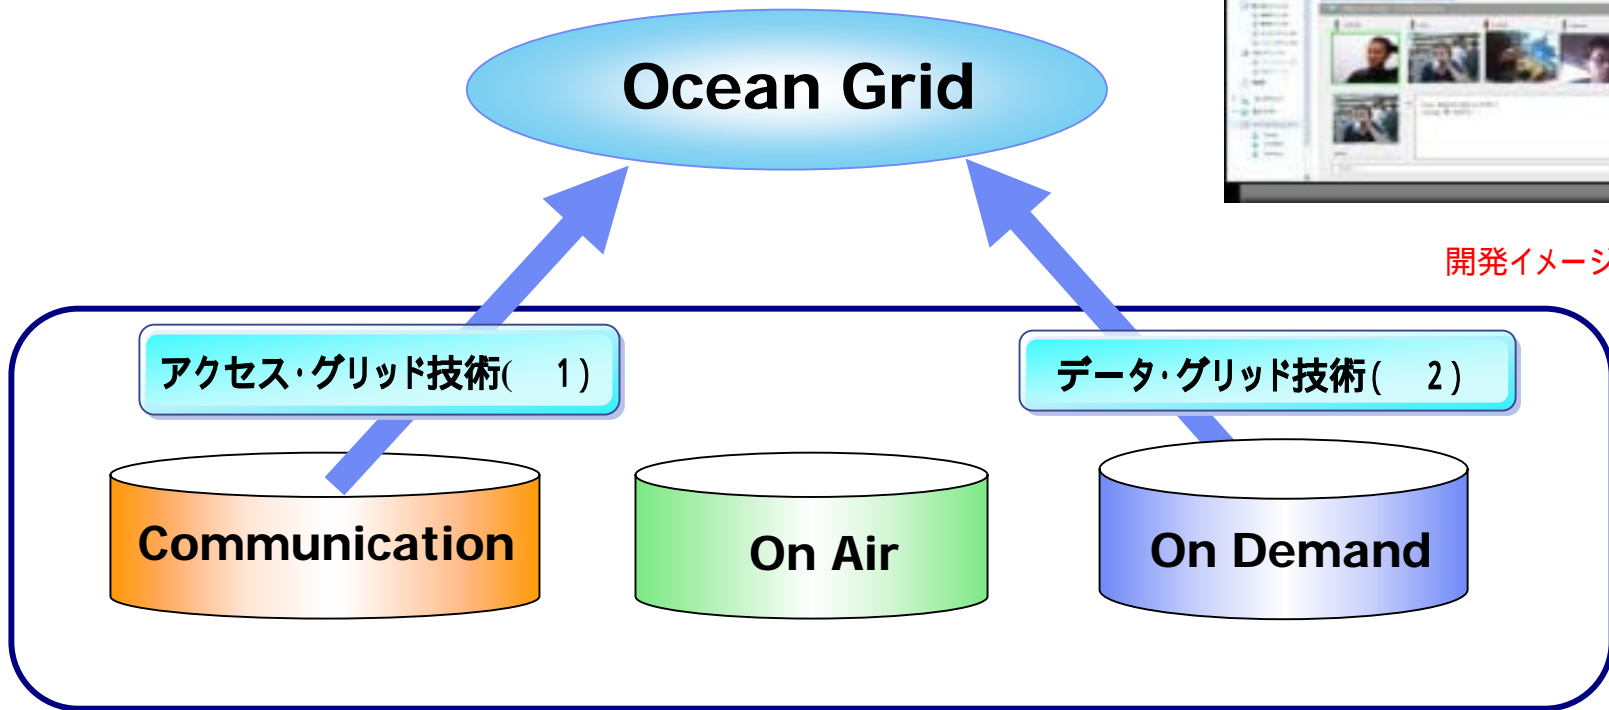 Ocean Grid
開発イメージ
アクセス・グリッド技術( 1)
データ・グリッド技術( 2)
Communication
On Air
On Demand